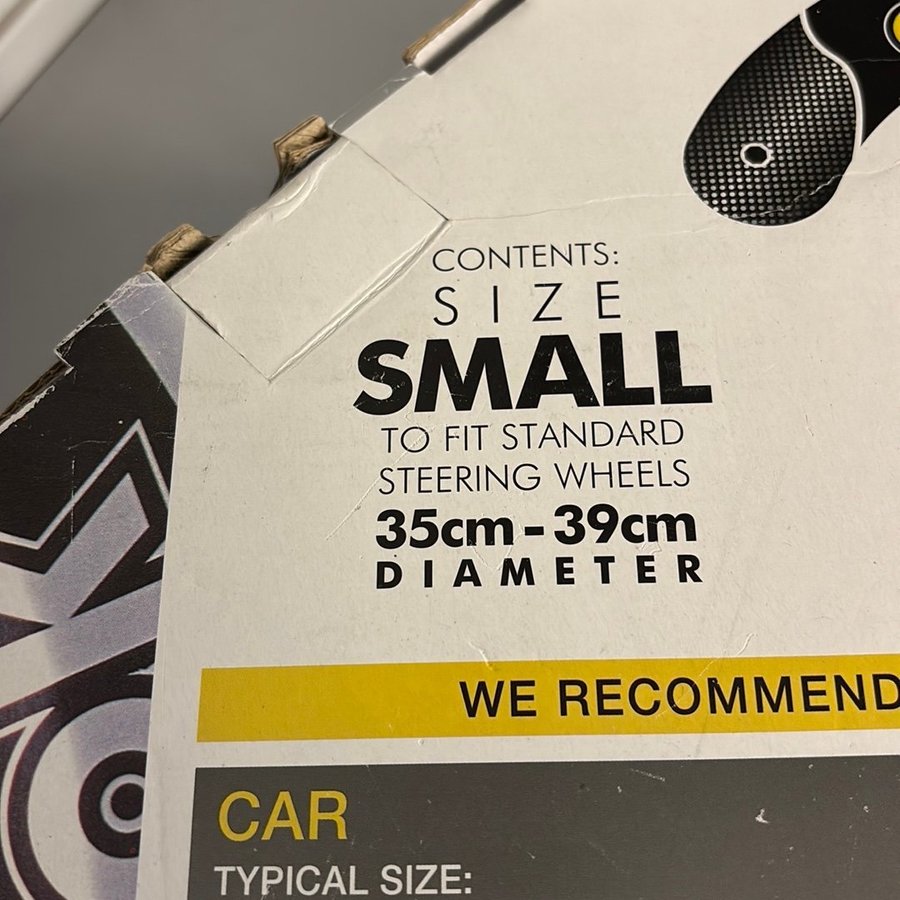 CONTENTS:
SIZE
SMALL
TO FIT STANDARD
STEERING WHEELS
35cm - 39cm
DIAMETER
WE RECOMMEND
CAR
TYPICAL SIZE: